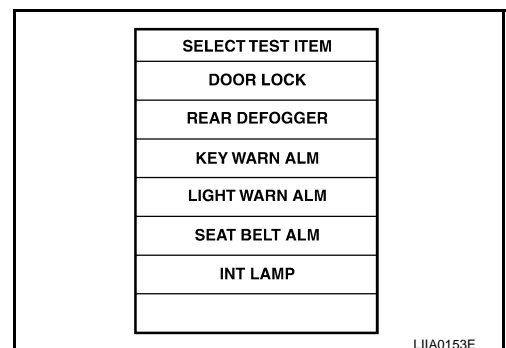 SELECT TEST ITEM
DOOR LOCK
REAR DEFOGGER
KEY WARN ALM
LIGHT WARN ALM
SEAT BELT ALM
INT LAMP
LIIA0153E